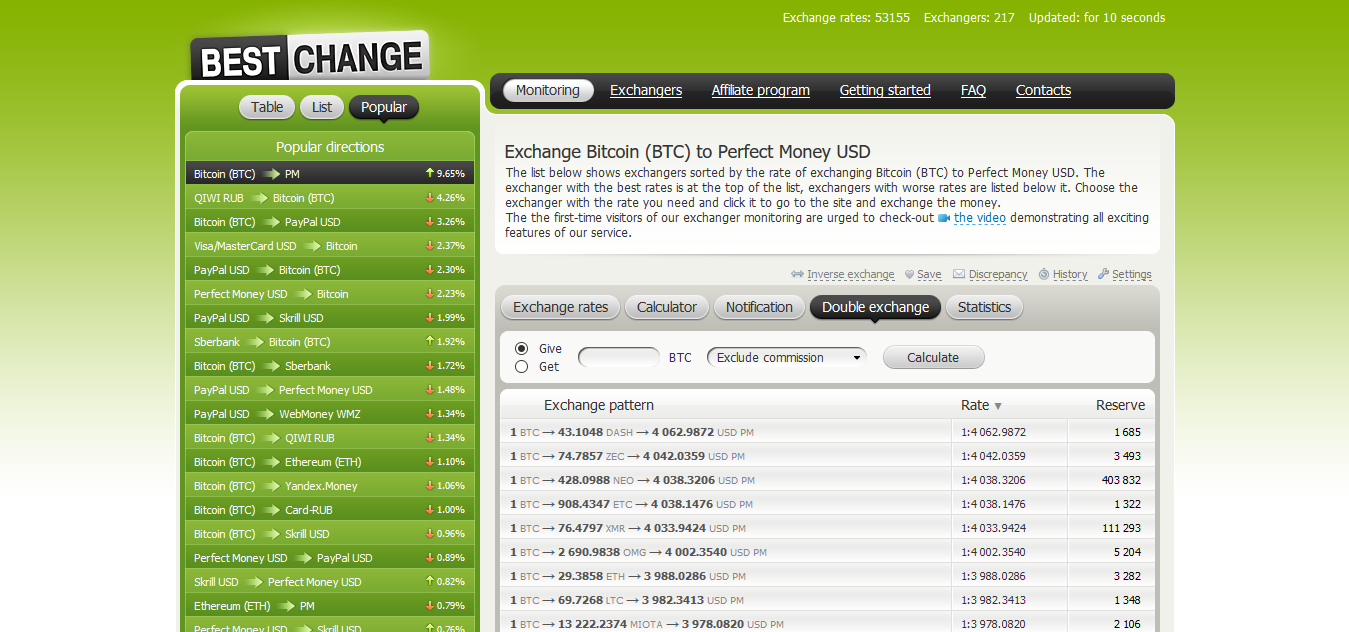 Exchange rates: 53155 Exchangers: 217 Updated: for 10 seconds
BEST CHANGE
Monitoring Exchangers Affiliate program Getting started FAQ Contacts
Table List Popular
Popular directions
Bitcoin (BTC) PM 9.65%
QIWI RUB Bitcoin (BTC) 4.26%
Bitcoin (BTC) PayPal USD 3.26%
Visa/MasterCard USD Bitcoin 2.37%
PayPal USD Bitcoin (BTC) 2.30%
Perfect Money USD Bitcoin 2.23%
PayPal USD Skrill USD 1.99%
Sberbank Bitcoin (BTC) 1.92%
Bitcoin (BTC) Sberbank 1.72%
PayPal USD Perfect Money USD 1.48%
PayPal USD WebMoney WMZ 1.34%
Bitcoin (BTC) QIWI RUB 1.34%
Bitcoin (BTC) Ethereum (ETH) 1.10%
Bitcoin (BTC) Yandex.Money 1.06%
Bitcoin (BTC) Card-RUB 1.00%
Bitcoin (BTC) Skrill USD 0.96%
Perfect Money USD PayPal USD 0.89%
Skrill USD Perfect Money USD 0.82%
Ethereum (ETH) PM 0.79%
Perfect Money USD Skrill USD 0.76%
Exchange Bitcoin (BTC) to Perfect Money USD
The list below shows exchangers sorted by the rate of exchanging Bitcoin (BTC) to Perfect Money USD. The
exchanger with the best rates is at the top of the list, exchangers with worse rates are listed below it. Choose the
exchanger with the rate you need and click it to go to the site and exchange the money.
The the first-time visitors of our exchanger monitoring are urged to check-out the video demonstrating all exciting
features of our service.
Inverse exchange Save Discrepancy History Settings
Exchange rates Calculator Notification Double exchange Statistics
Give
Get
BTC Exclude commission Calculate
Exchange pattern Rate ▼ Reserve
1 BTC → 43.1048 DASH → 4 062.9872 USD PM 1:4 062.9872 1 685
1 BTC → 74.7857 ZEC → 4 042.0359 USD PM 1:4 042.0359 3 493
1 BTC → 428.0988 NEO → 4 038.3206 USD PM 1:4 038.3206 403 832
1 BTC → 908.4347 ETC → 4 038.1476 USD PM 1:4 038.1476 1 322
1 BTC → 76.4797 XMR → 4 033.9424 USD PM 1:4 033.9424 111 293
1 BTC → 2 690.9838 OMG → 4 002.3540 USD PM 1:4 002.3540 5 204
1 BTC → 29.3858 ETH → 3 988.0286 USD PM 1:3 988.0286 3 282
1 BTC → 69.7268 LTC → 3 982.3413 USD PM 1:3 982.3413 1 348
1 BTC → 13 222.2374 MIOTA → 3 978.0820 USD PM 1:3 978.0820 2 106